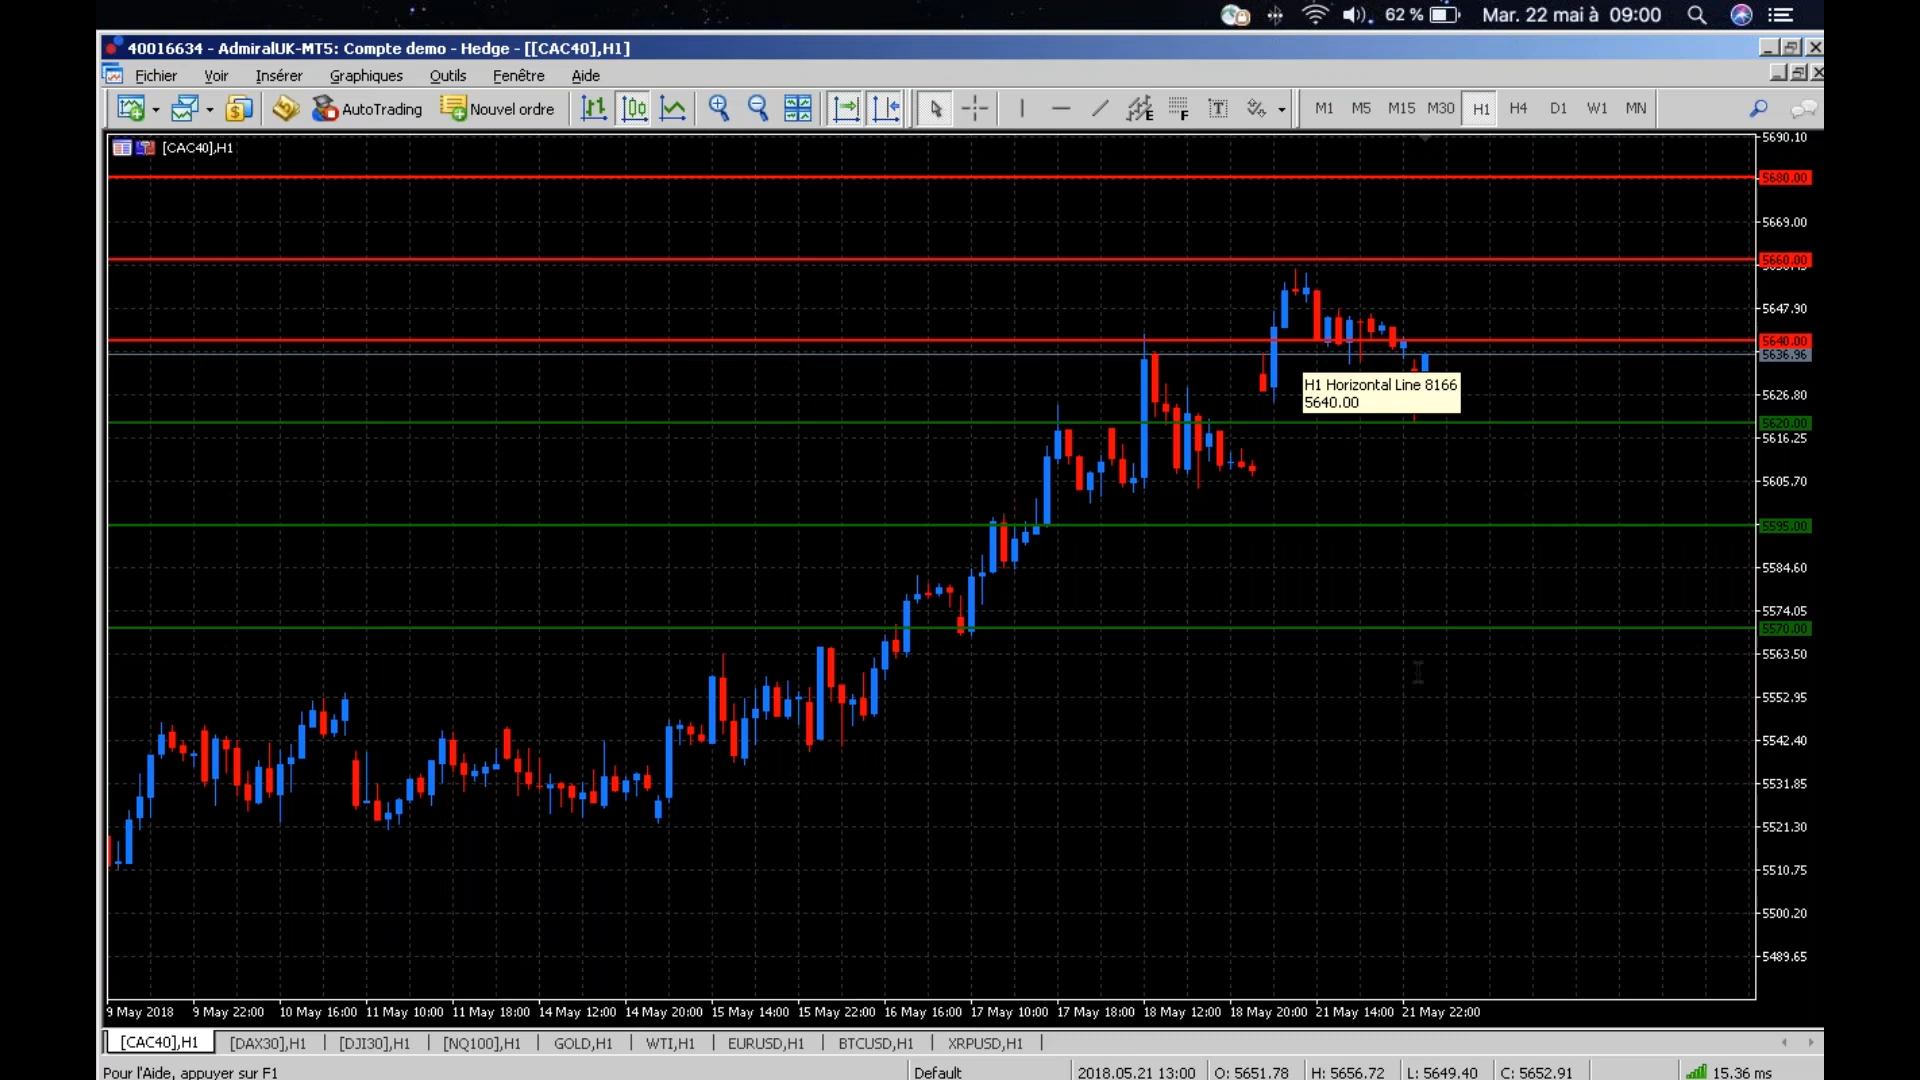 62 % Mar. 22 mai à 09:00
40016634 - AdmiralUK-MT5: Compte demo - Hedge - [[CAC40],H1]
Fichier Voir Insérer Graphiques Outils Fenêtre Aide
AutoTrading Nouvel ordre E F T M1 M5 M15 M30 H1 H4 D1 W1 MN
[CAC40],H1
5690.10
5680.00
5669.00
5660.00
5647.90
5640.00
5636.96
H1 Horizontal Line 8166
5640.00
5626.80
5620.00
5616.25
5605.70
5595.00
5584.60
5574.05
5570.00
5563.50
5552.95
5542.40
5531.85
5521.30
5510.75
5500.20
5489.65
9 May 2018 9 May 22:00 10 May 16:00 11 May 10:00 11 May 18:00 14 May 12:00 14 May 20:00 15 May 14:00 15 May 22:00 16 May 16:00 17 May 10:00 17 May 18:00 18 May 12:00 18 May 20:00 21 May 14:00 21 May 22:00
[CAC40],H1 [DAX30],H1 [DJI30],H1 [NQ100],H1 GOLD,H1 WTI,H1 EURUSD,H1 BTCUSD,H1 XRPUSD,H1
Pour l'Aide, appuyer sur F1 Default 2018.05.21 13:00 O: 5651.78 H: 5656.72 L: 5649.40 C: 5652.91 15.36 ms